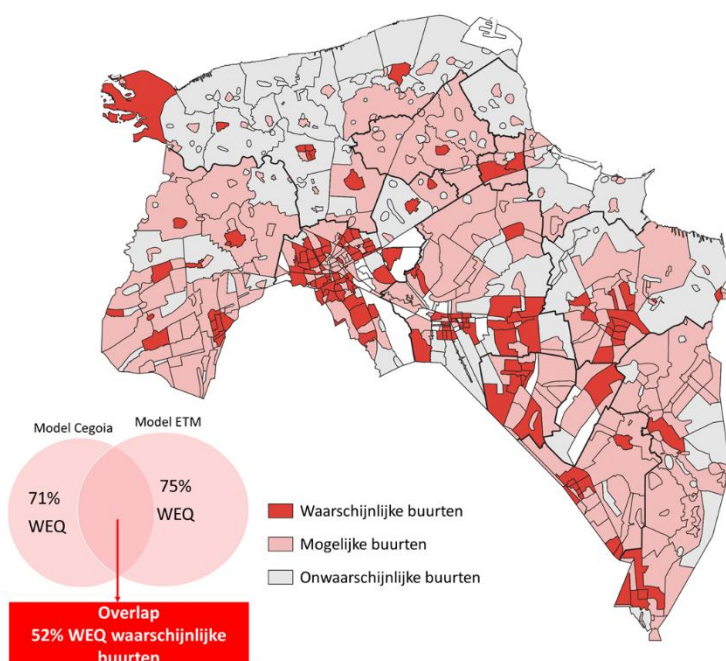 Model Cegoia
Model ETM
71%
WEQ
75%
WEQ
Waarschijnlijke buurten
Mogelijke buurten
Onwaarschijnlijke buurten
Overlap
52% WEQ waarschijnlijke
buurten